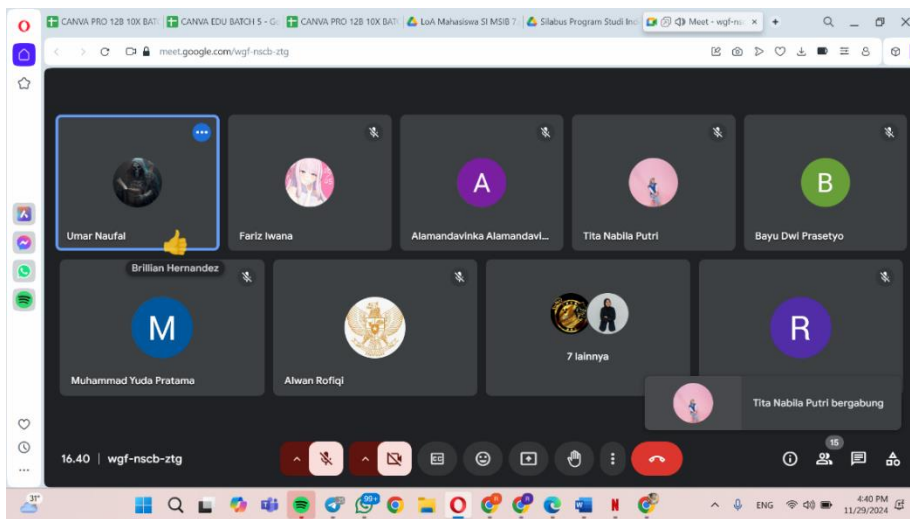 CANVA PRO 12B 10X BAT
CANVA EDU BATCH 5 - Go
CANVA PRO 12B 10X BAT
LoA Mahasiswa SI MSIB 7
Silabus Program Studi Ind
Meet - wgf-ns
meet.google.com/wgf-nscb-ztg
Umar Naufal
Fariz Iwana
A
Alamandavinka Alamandavi...
Tita Nabila Putri
B
Bayu Dwi Prasetyo
Brillian Hernandez
M
Muhammad Yuda Pratama
Alwan Rofiqi
7 lainnya
R
Tita Nabila Putri bergabung
16.40 | wgf-nscb-ztg
CC
15
31°
99+
ENG
4:40 PM
11/29/2024